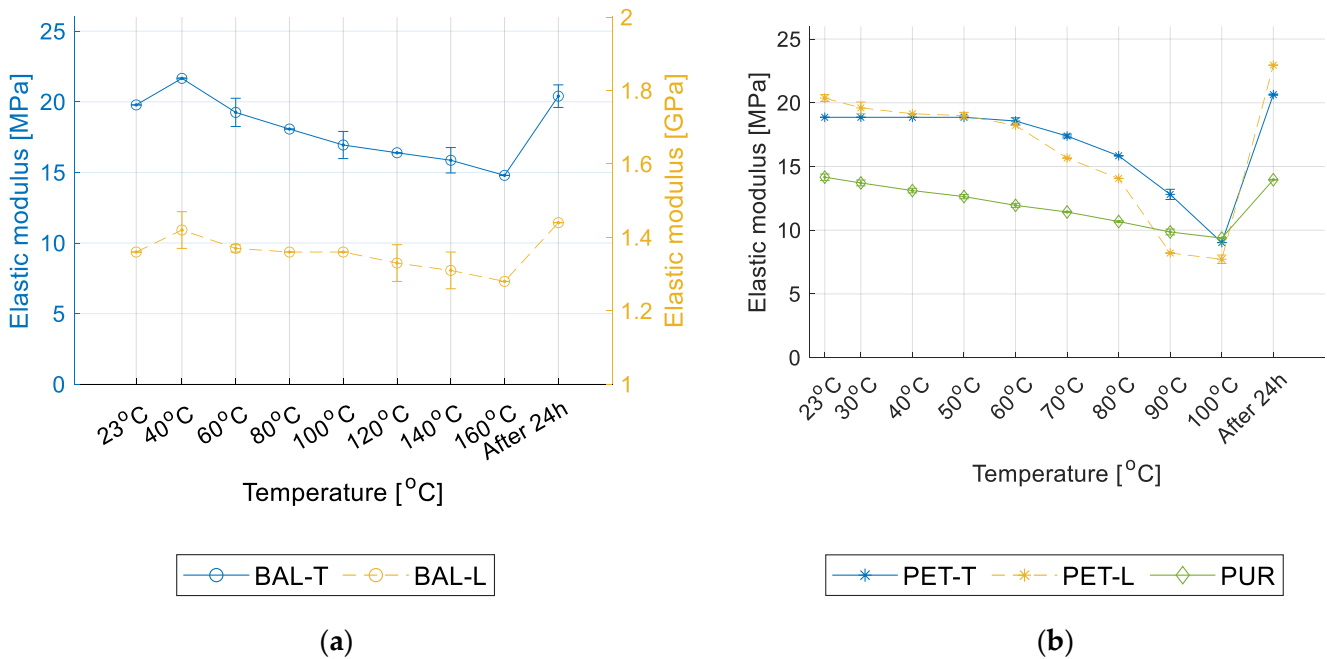 Elastic modulus [MPa]
25
20
15
10
5
0
Elastic modulus [GPa]
2
1.8
1.6
1.4
1.2
1
23°C
40°C
60°C
80°C
100°C
120°C
140°C
160°C
After 24h
Temperature [°C]
BAL-T BAL-L
(a)
Elastic modulus [MPa]
25
20
15
10
5
0
23°C
30°C
40°C
50°C
60°C
70°C
80°C
90°C
100°C
After 24h
Temperature [°C]
PET-T PET-L PUR
(b)